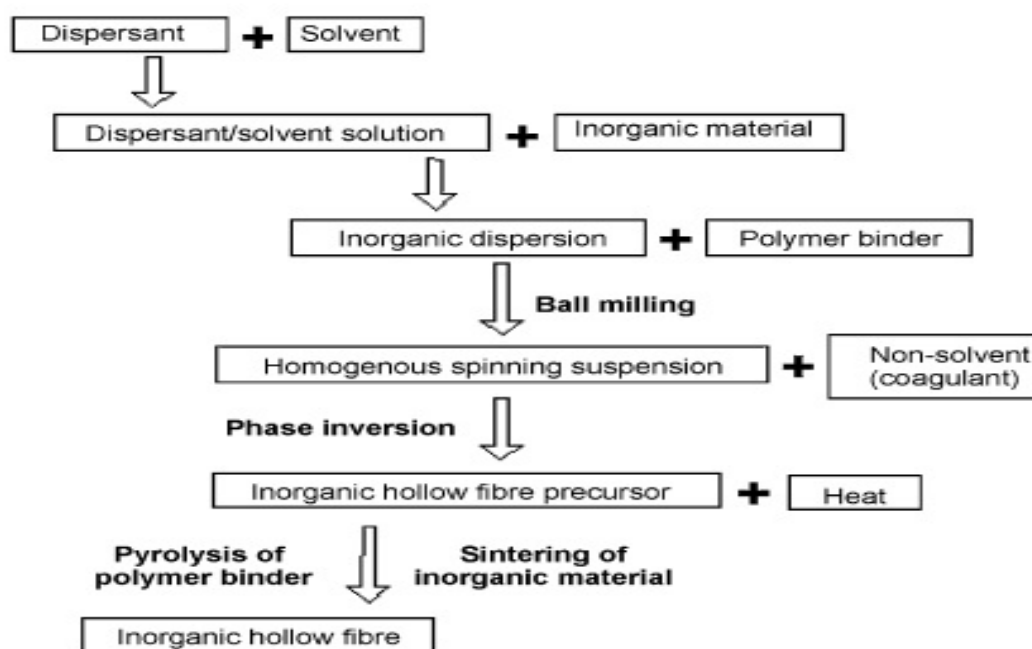 Dispersant + Solvent
Dispersant/solvent solution + Inorganic material
Inorganic dispersion + Polymer binder
Ball milling
Homogenous spinning suspension + Non-solvent
(coagulant)
Phase inversion
Inorganic hollow fibre precursor + Heat
Pyrolysis of
polymer binder
Sintering of
inorganic material
Inorganic hollow fibre